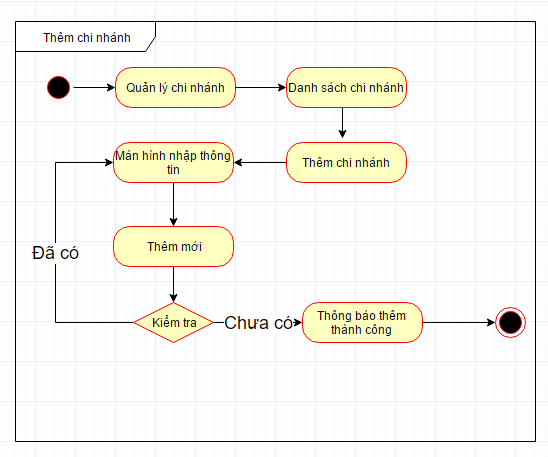 Thêm chi nhánh
Quản lý chi nhánh
Danh sách chi nhánh
Màn hình nhập thông
tin
Thêm chi nhánh
Đã có
Thêm mới
Kiểm tra
Chưa có
Thông báo thêm
thành công